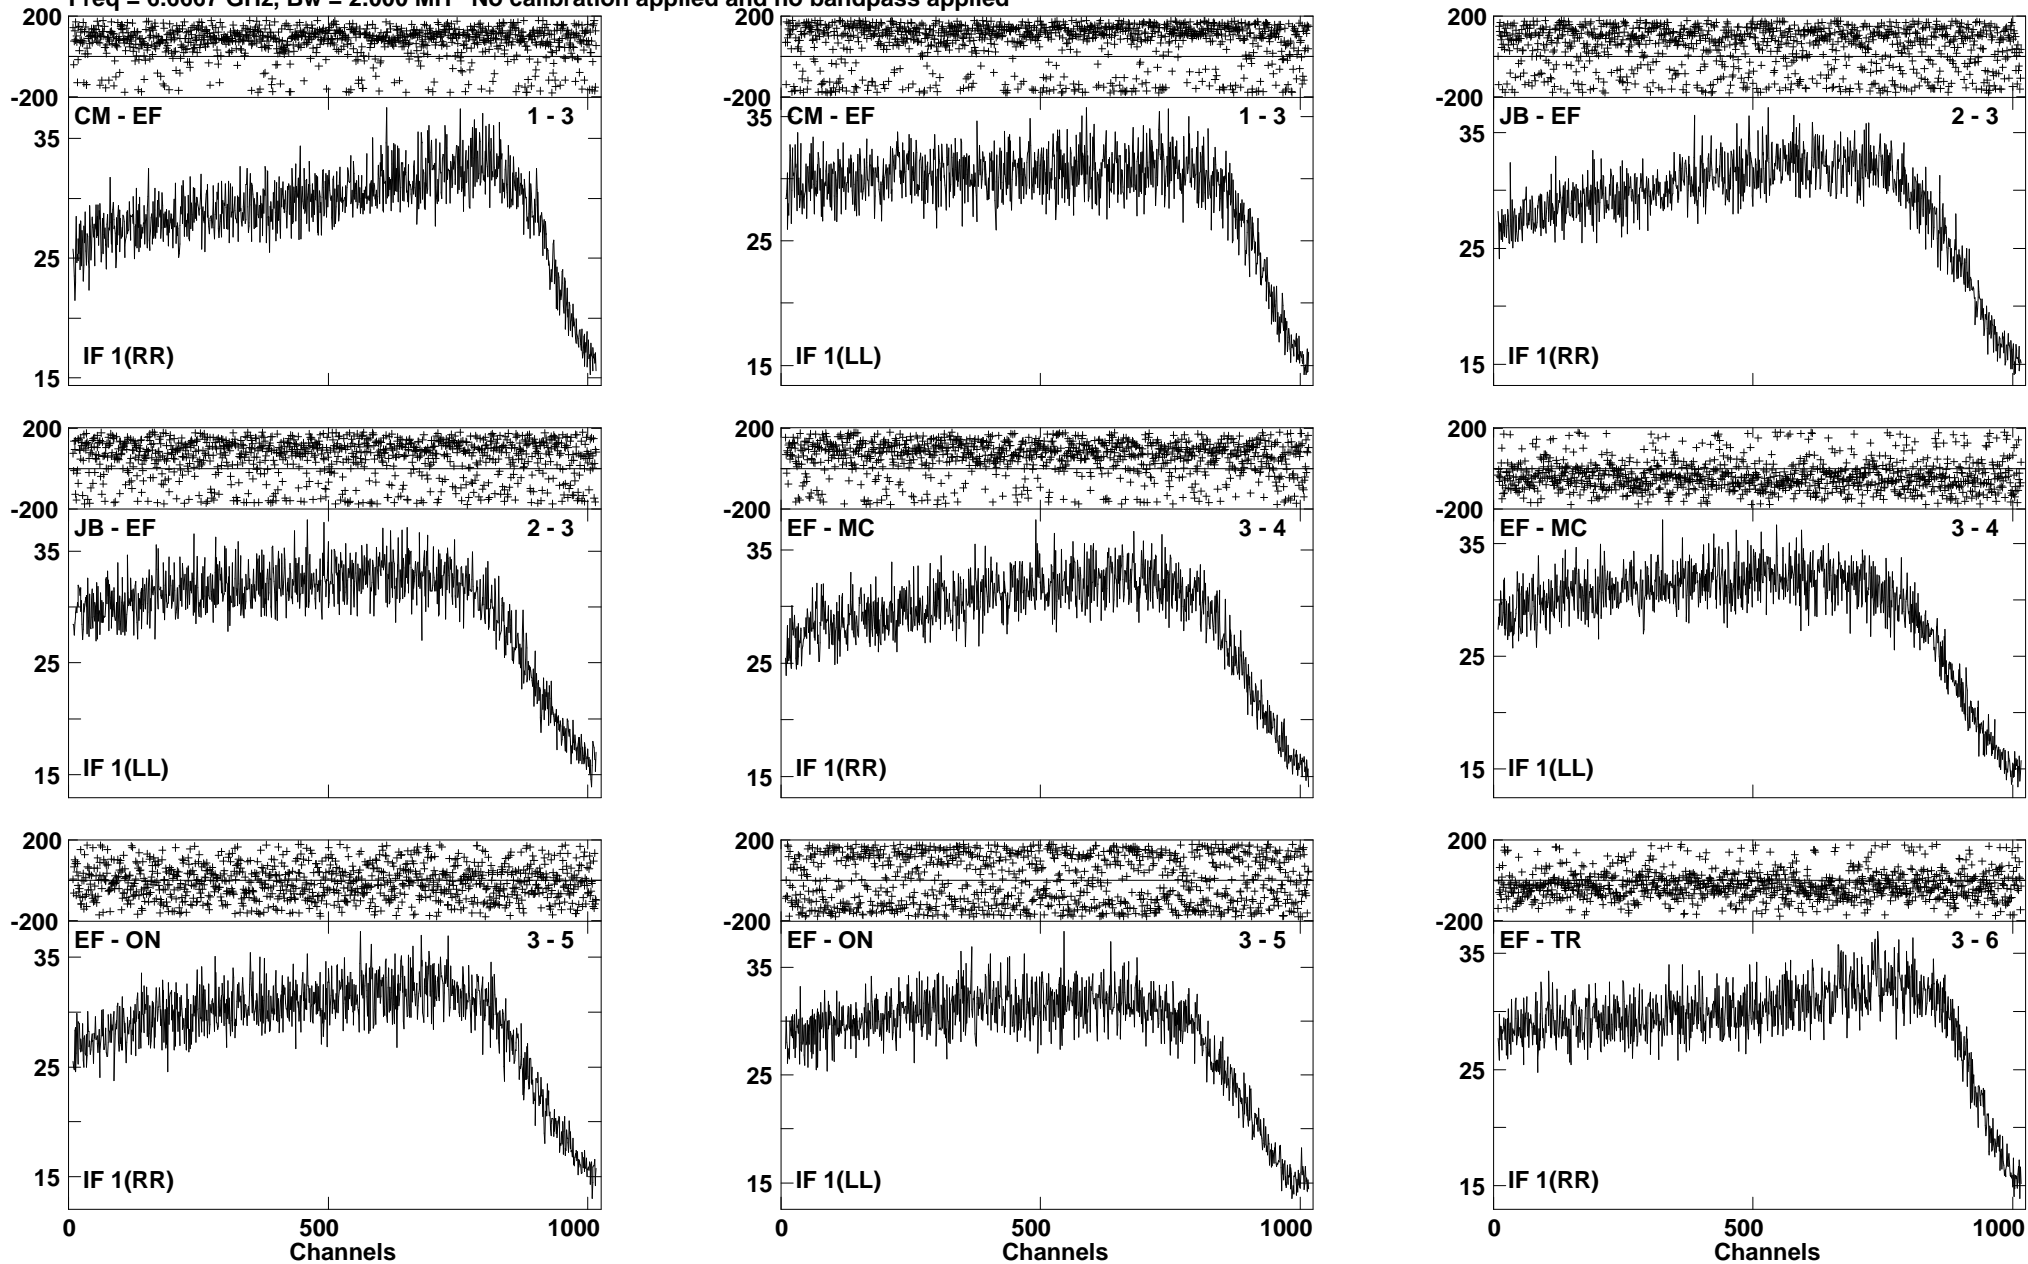 No calibration applied and no bandpass applied
200
-200
CM - EF 1 - 3
35
25
15
IF 1(RR)
200
-200
CM - EF 1 - 3
35
25
15
IF 1(LL)
200
-200
JB - EF 2 - 3
35
25
15
IF 1(RR)
200
-200
JB - EF 2 - 3
35
25
15
IF 1(LL)
200
-200
EF - MC 3 - 4
35
25
15
IF 1(RR)
200
-200
EF - MC 3 - 4
35
25
15
IF 1(LL)
200
-200
EF - ON 3 - 5
35
25
15
IF 1(RR)
0 500 1000
Channels
200
-200
EF - ON 3 - 5
35
25
15
IF 1(LL)
0 500 1000
Channels
200
-200
EF - TR 3 - 6
35
25
15
IF 1(RR)
0 500 1000
Channels